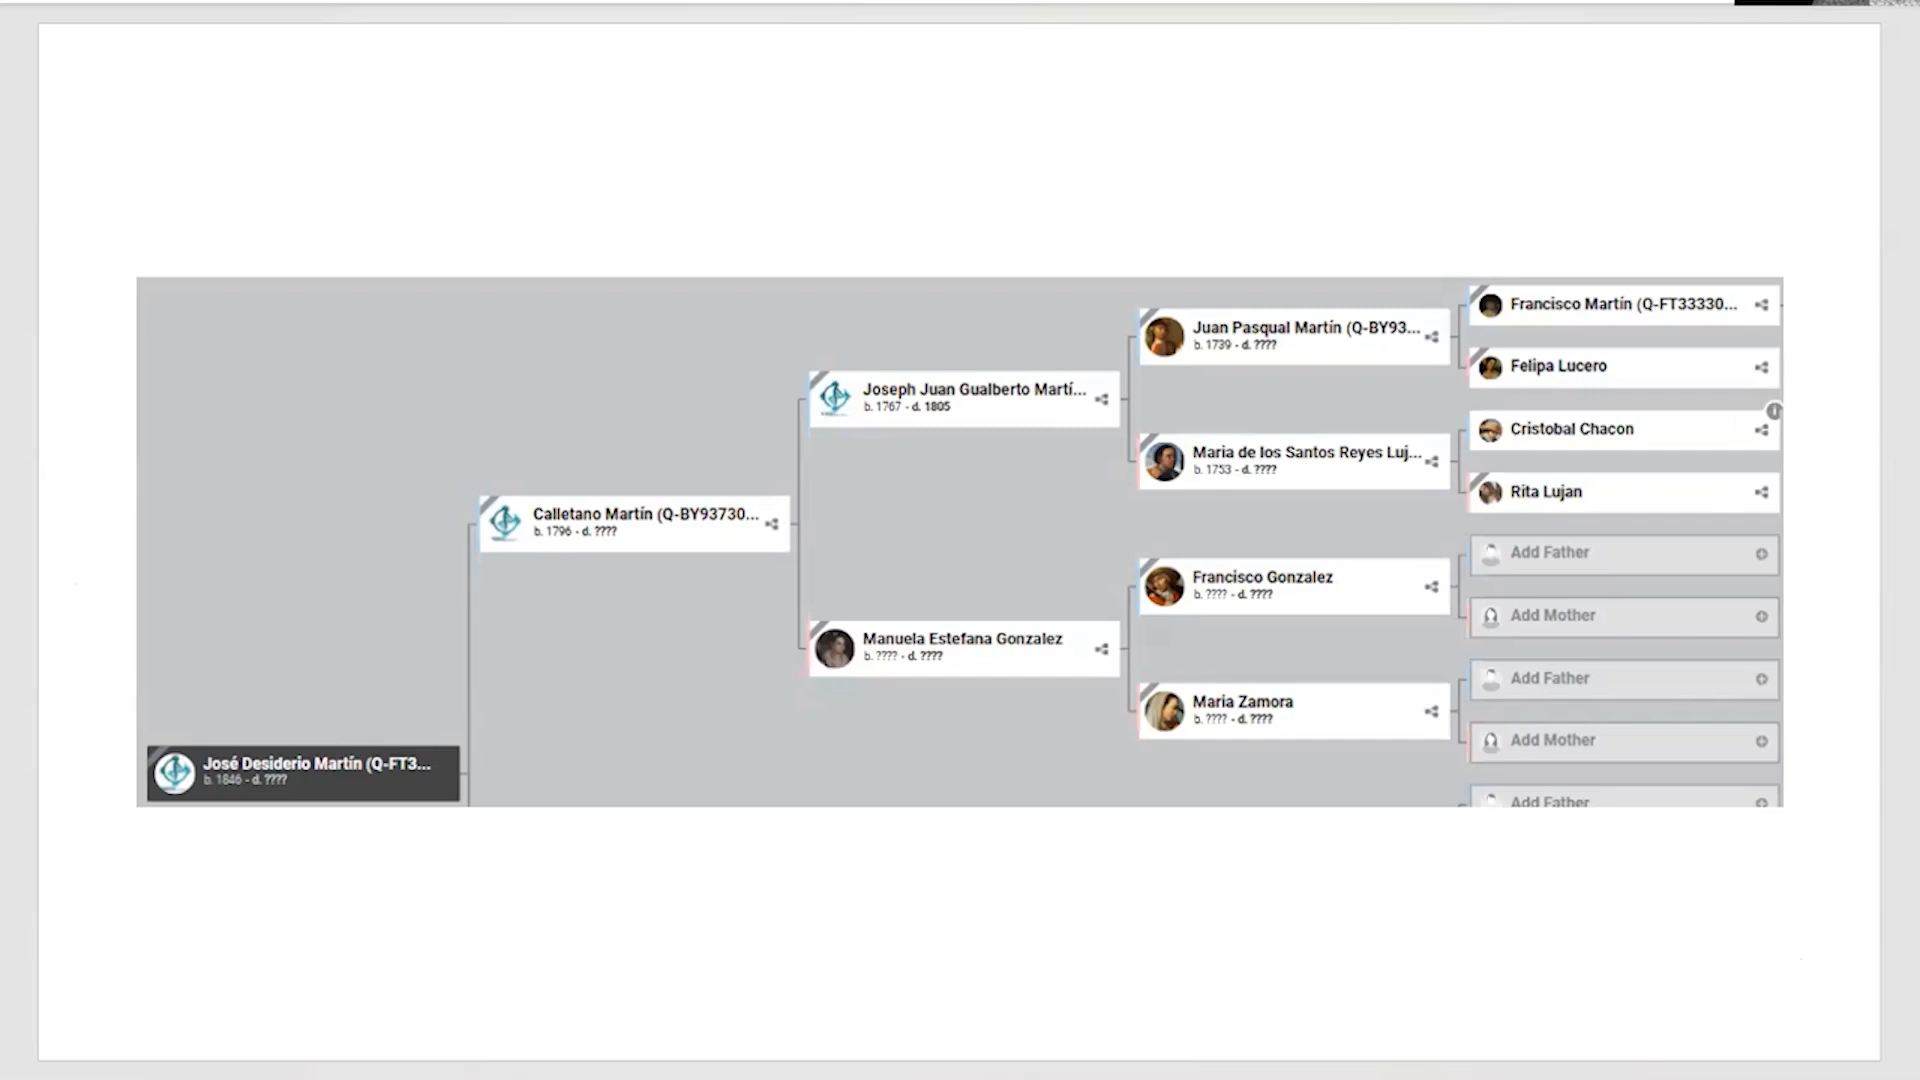 Francisco Martín (Q-FT33330...
Juan Pasqual Martín (Q-BY93...
b. 1739 - d. ????
Felipa Lucero
Joseph Juan Gualberto Martí...
b. 1767 - d. 1805
Cristobal Chacon
Maria de los Santos Reyes Luj...
b. 1753 - d. ????
Rita Lujan
Calletano Martín (Q-BY93730...
b. 1796 - d. ????
Add Father
Francisco Gonzalez
b. ???? - d. ????
Add Mother
Manuela Estefana Gonzalez
b. ???? - d. ????
Add Father
Maria Zamora
b. ???? - d. ????
Add Mother
José Desiderio Martín (Q-FT3...
b. 1846 - d. ????
Add Father